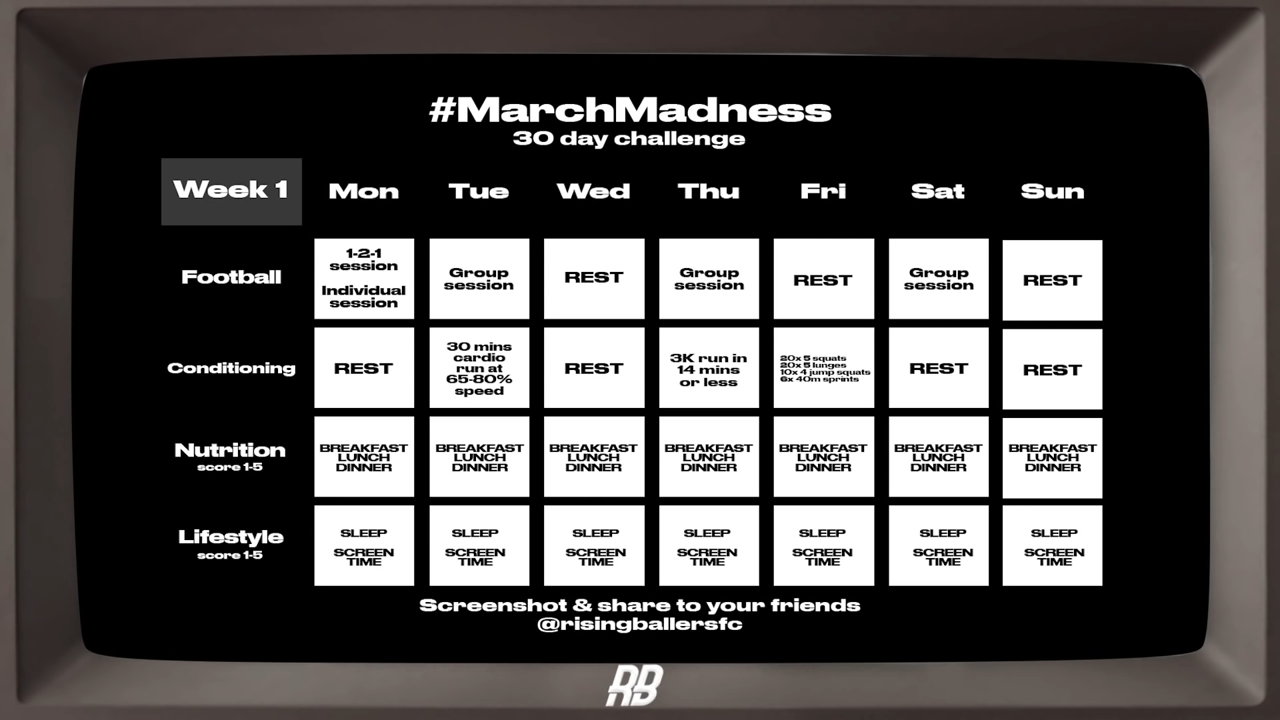 #MarchMadness
30 day challenge
Week 1
Mon
Tue
Wed
Thu
Fri
Sat
Sun
Football
1-2-1
session
Individual
session
Group
session
REST
Group
session
REST
Group
session
REST
Conditioning
REST
30 mins
cardio
run at
65-80%
speed
REST
3K run in
14 mins
or less
20x 5 squats
20x 5 lunges
10x 4 jump squats
6x 40m sprints
REST
REST
Nutrition
score 1-5
BREAKFAST
LUNCH
DINNER
BREAKFAST
LUNCH
DINNER
BREAKFAST
LUNCH
DINNER
BREAKFAST
LUNCH
DINNER
BREAKFAST
LUNCH
DINNER
BREAKFAST
LUNCH
DINNER
BREAKFAST
LUNCH
DINNER
Lifestyle
score 1-5
SLEEP
SCREEN
TIME
SLEEP
SCREEN
TIME
SLEEP
SCREEN
TIME
SLEEP
SCREEN
TIME
SLEEP
SCREEN
TIME
SLEEP
SCREEN
TIME
SLEEP
SCREEN
TIME
Screenshot & share to your friends
@risingballersfc
RB